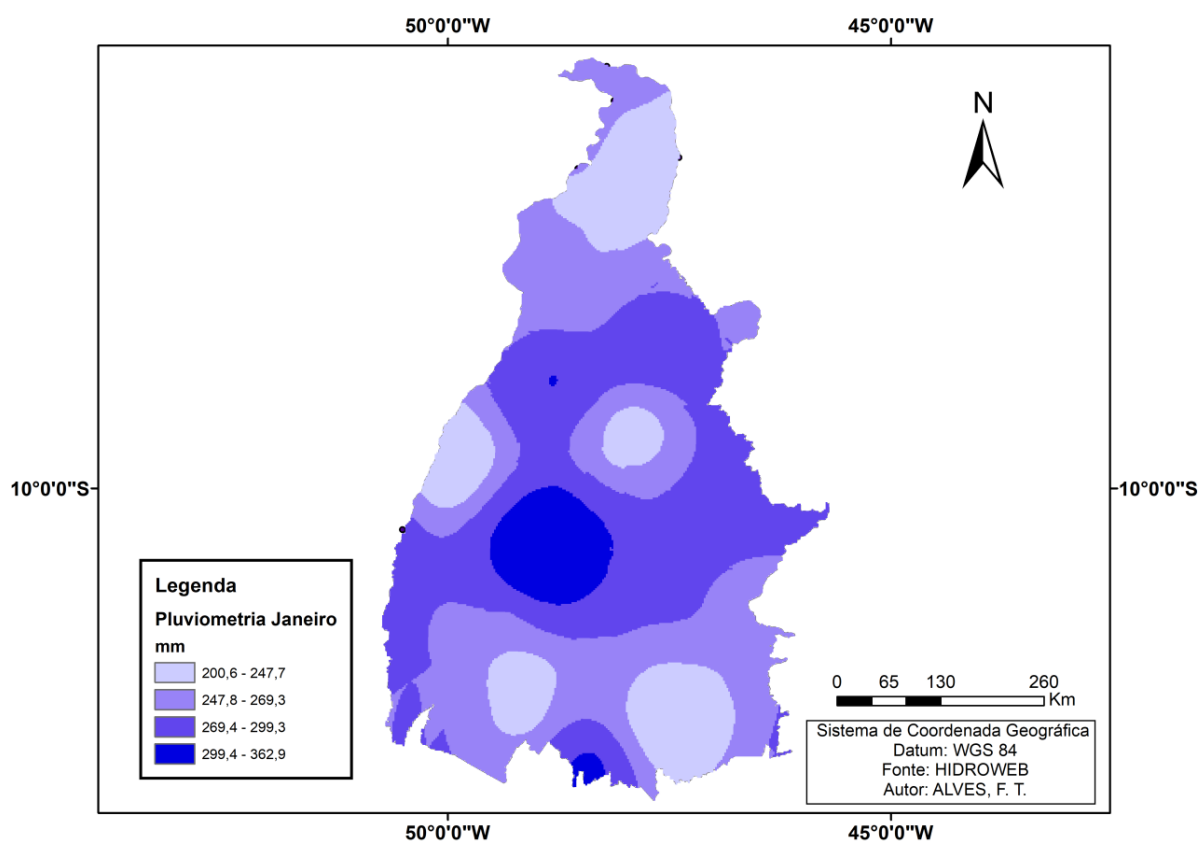 50°0'0"W 45°0'0"W
N
10°0'0"S 10°0'0"S
Legenda
Pluviometria Janeiro
mm
200,6 - 247,7
247,8 - 269,3
269,4 - 299,3
299,4 - 362,9
0 65 130 260
Km
Sistema de Coordenada Geográfica
Datum: WGS 84
Fonte: HIDROWEB
Autor: ALVES, F. T.
50°0'0"W 45°0'0"W